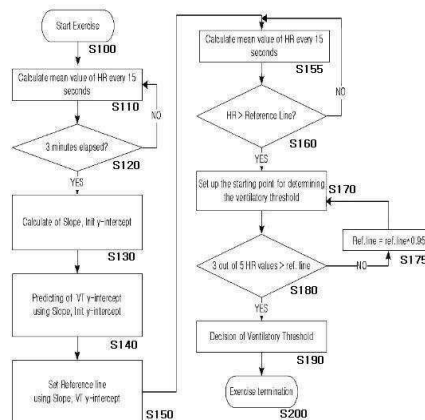 Start Exercise
S100
Calculate mean value of HR every 15
seconds
S110
NO
3 minutes elapsed?
S120
YES
Calculate of Slope, Init y-intercept
S130
Predicting of VT y-intercept
using Slope, Init y-intercept
S140
Set Reference line
using Slope, VT y-intercept
S150
Calculate mean value of HR every 15
seconds
S155
NO
HR > Reference Line?
S160
YES
Set up the starting point for determining
the ventilatory threshold
S170
Ref.line = ref.line*0.95
S175
3 out of 5 HR values > ref. line
NO
S180
YES
Decision of Ventilatory Threshold
S190
Exercise termination
S200